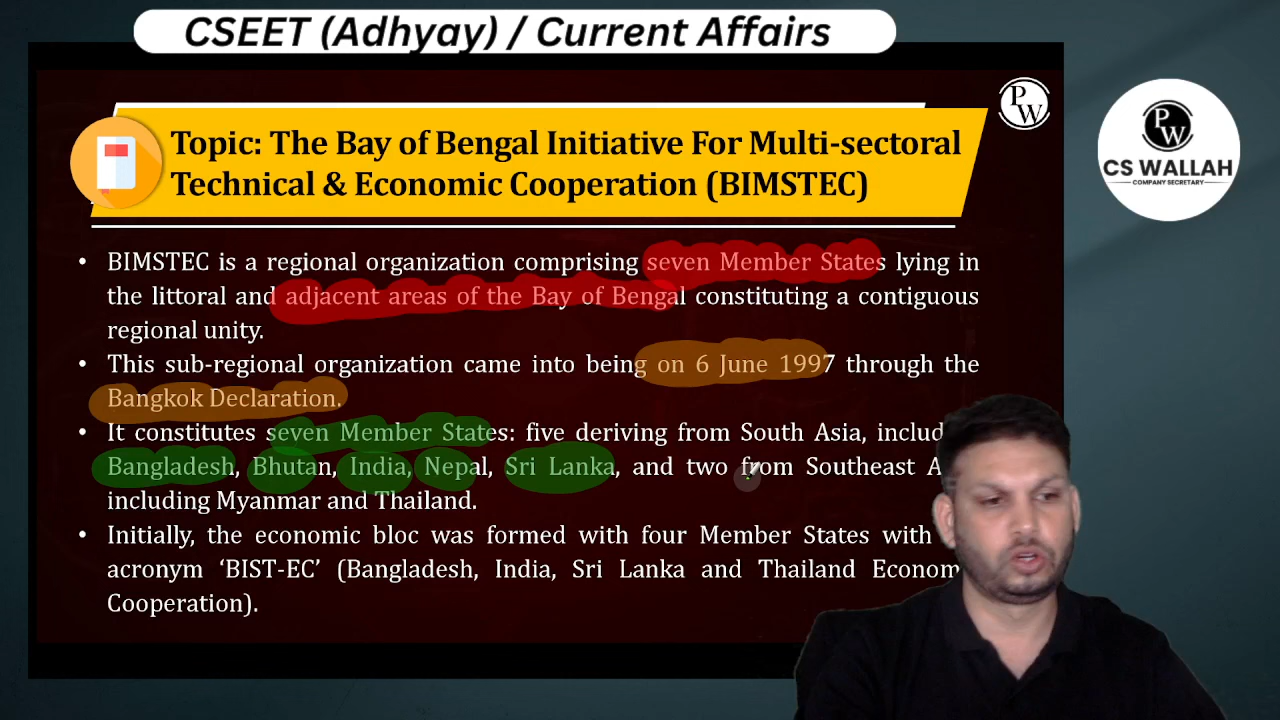 CSEET (Adhyay) / Current Affairs
PW
Topic: The Bay of Bengal Initiative For Multi-sectoral
Technical & Economic Cooperation (BIMSTEC)
PW
CS WALLAH
COMPANY SECRETARY
• BIMSTEC is a regional organization comprising seven Member States lying in
the littoral and adjacent areas of the Bay of Bengal constituting a contiguous
regional unity.
• This sub-regional organization came into being on 6 June 1997 through the
Bangkok Declaration.
• It constitutes seven Member States: five deriving from South Asia, includ
Bangladesh, Bhutan, India, Nepal, Sri Lanka, and two from Southeast A
including Myanmar and Thailand.
• Initially, the economic bloc was formed with four Member States with
acronym ‘BIST-EC’ (Bangladesh, India, Sri Lanka and Thailand Econom
Cooperation).